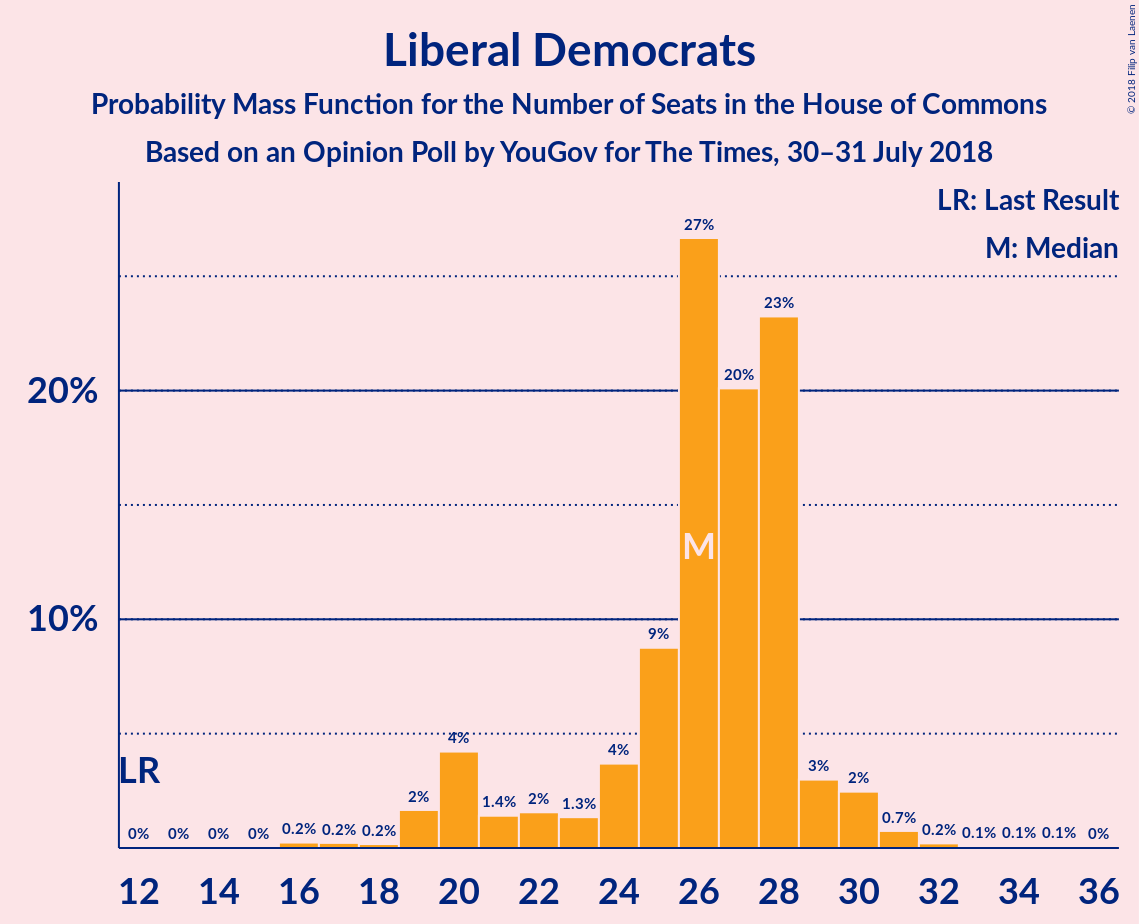 © 2018 Filip van Laenen
Liberal Democrats
Probability Mass Function for the Number of Seats in the House of Commons
Based on an Opinion Poll by YouGov for The Times, 30–31 July 2018
LR: Last Result
M: Median
20%
10%
LR
M
0% 0% 0% 0% 0.2% 0.2% 0.2% 2% 4% 1.4% 2% 1.3% 4% 9% 27% 20% 23% 3% 2% 0.7% 0.2% 0.1% 0.1% 0.1% 0%
12 14 16 18 20 22 24 26 28 30 32 34 36